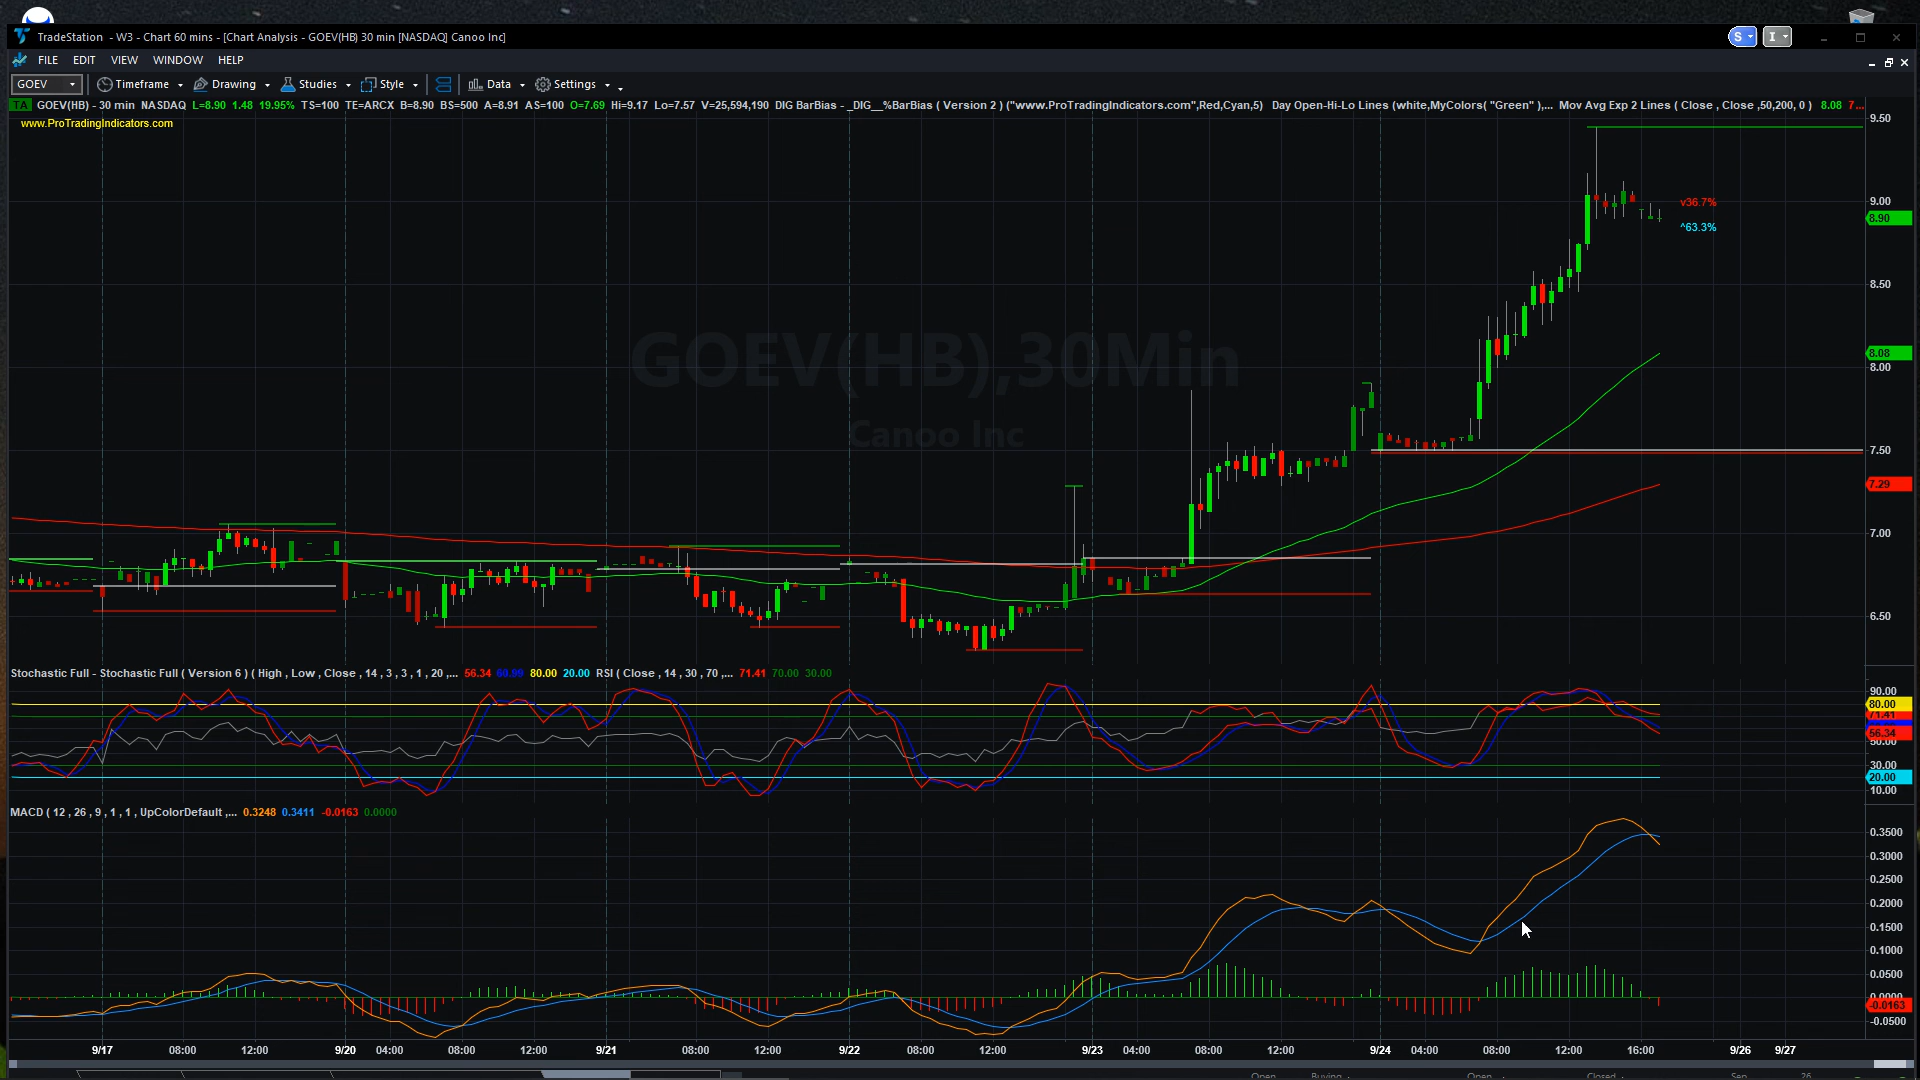 TradeStation - W3 - Chart 60 mins - [Chart Analysis - GOEV(HB) 30 min [NASDAQ] Canoo Inc]
S
I
FILE EDIT VIEW WINDOW HELP
GOEV Timeframe Drawing Studies Style Data Settings
TA GOEV(HB) - 30 min NASDAQ L=8.90 1.48 19.95% TS=100 TE=ARCX B=8.90 BS=500 A=8.91 AS=100 O=7.69 Hi=9.17 Lo=7.57 V=25,594,190 DIG BarBias - _DIG__%BarBias ( Version 2 ) ("www.ProTradingIndicators.com",Red,Cyan,5) Day Open-Hi-Lo Lines (white,MyColors( "Green" ),... Mov Avg Exp 2 Lines ( Close , Close ,50,200, 0 ) 8.08 7...
www.ProTradingIndicators.com
9.50
v36.7%
9.00
8.90
^63.3%
8.50
GOEV(HB),30Min
Canoo Inc
8.08
8.00
7.50
7.29
7.00
6.50
Stochastic Full - Stochastic Full ( Version 6 ) ( High , Low , Close , 14 , 3 , 3 , 1 , 20 ,... 56.34 60.99 80.00 20.00 RSI ( Close , 14 , 30 , 70 ,... 71.41 70.00 30.00
90.00
80.00
71.41
56.34
50.00
30.00
20.00
10.00
MACD ( 12 , 26 , 9 , 1 , 1 , UpColorDefault ,... 0.3248 0.3411 -0.0163 0.0000
0.3500
0.3000
0.2500
0.2000
0.1500
0.1000
0.0500
0.0000
-0.0163
-0.0500
9/17 08:00 12:00 9/20 04:00 08:00 12:00 9/21 08:00 12:00 9/22 08:00 12:00 9/23 04:00 08:00 12:00 9/24 04:00 08:00 12:00 16:00 9/26 9/27